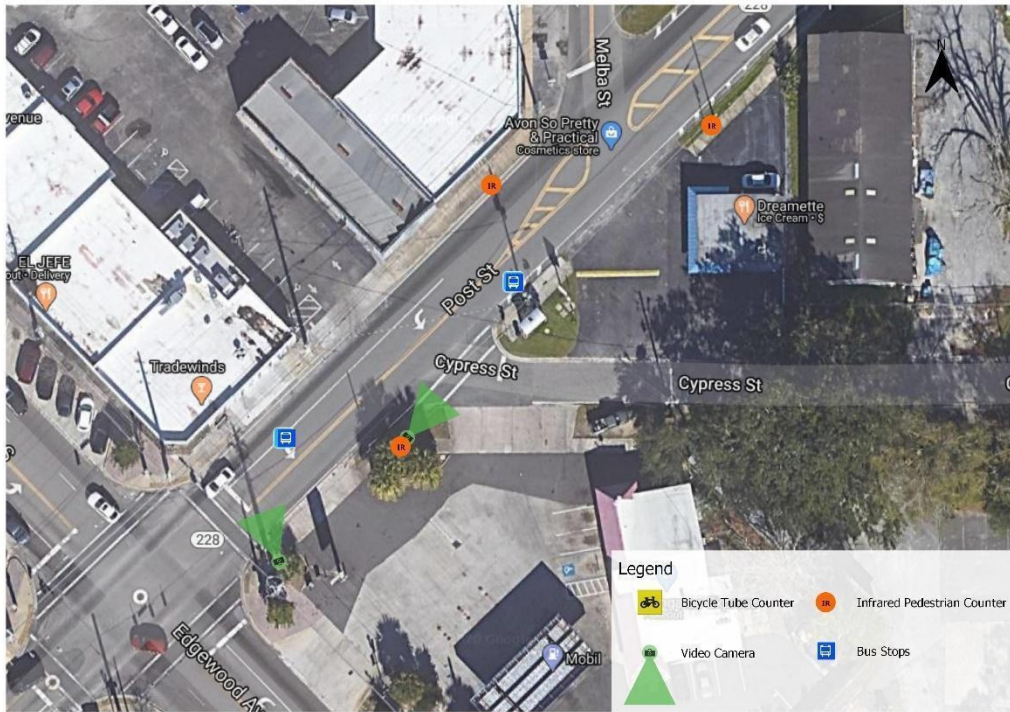 228
N
Melba St
venue
Avon So Pretty
& Practical
Cosmetics store
IR
IR
Dreamette
Ice Cream • $
EL JEFE
out • Delivery
Post St
Tradewinds
Cypress St
Cypress St
IR
228
Edgewood Av
Mobil
Legend
Bicycle Tube Counter
IR
Infrared Pedestrian Counter
Video Camera
Bus Stops